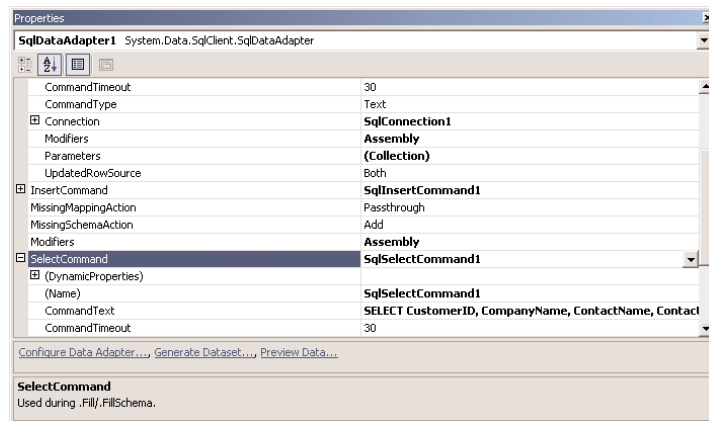 Properties
SqlDataAdapter1 System.Data.SqlClient.SqlDataAdapter
CommandTimeout 30
CommandType Text
Connection SqlConnection1
Modifiers Assembly
Parameters (Collection)
UpdatedRowSource Both
InsertCommand SqlInsertCommand1
MissingMappingAction Passthrough
MissingSchemaAction Add
Modifiers Assembly
SelectCommand SqlSelectCommand1
(DynamicProperties)
(Name) SqlSelectCommand1
CommandText SELECT CustomerID, CompanyName, ContactName, Contact
CommandTimeout 30
Configure Data Adapter..., Generate Dataset..., Preview Data...
SelectCommand
Used during .Fill/.FillSchema.